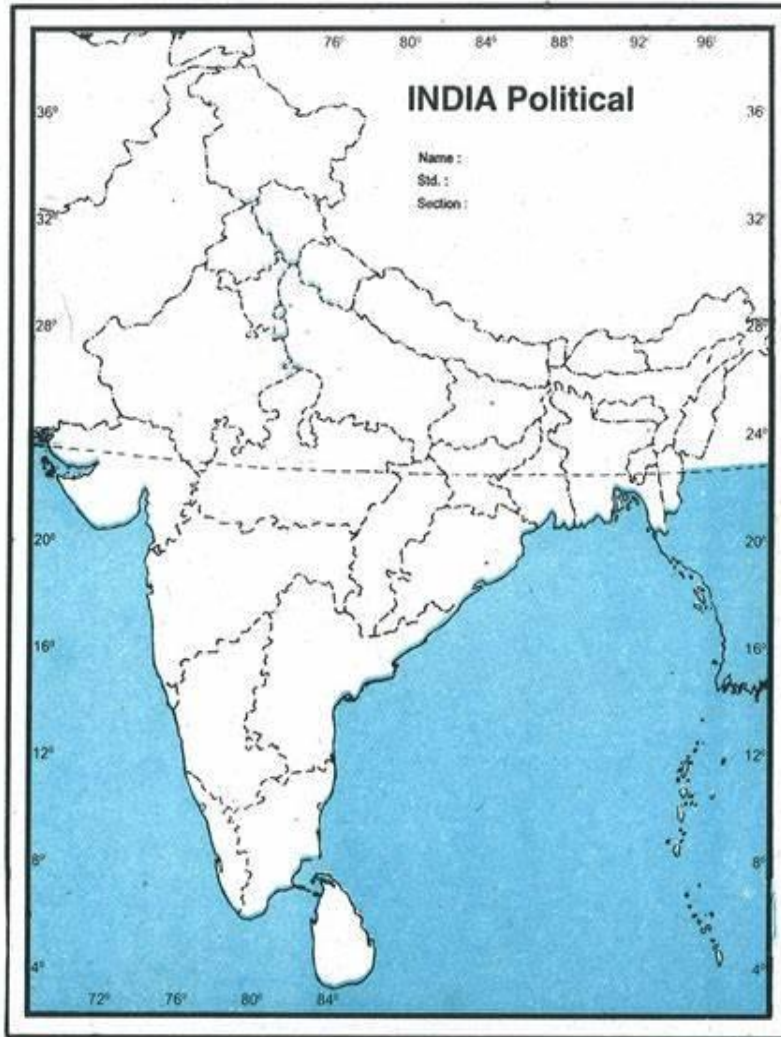 76° 80° 84° 88° 92° 96°
INDIA Political
36° 36°
Name :
Std. :
Section :
32° 32°
28° 28°
24° 24°
20° 20°
16° 16°
12° 12°
8° 8°
4° 4°
72° 76° 80° 84°